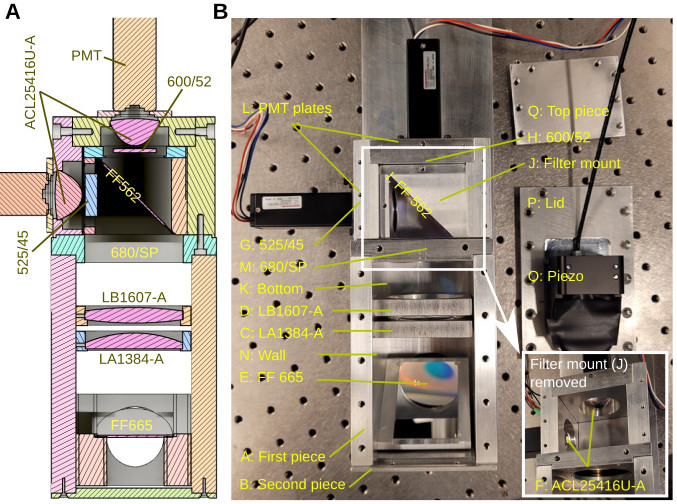 A
PMT
600/52
ACL25416U-A
FF562
525/45
680/SP
LB1607-A
LA1384-A
FF665
B
L: PMT plates
Q: Top piece
H: 600/52
J: Filter mount
I: FF 562
P: Lid
G: 525/45
M: 680/SP
O: Piezo
K: Bottom
D: LB1607-A
C: LA1384-A
N: Wall
E: FF 665
Filter mount (J)
removed
A: First piece
F: ACL25416U-A
B: Second piece